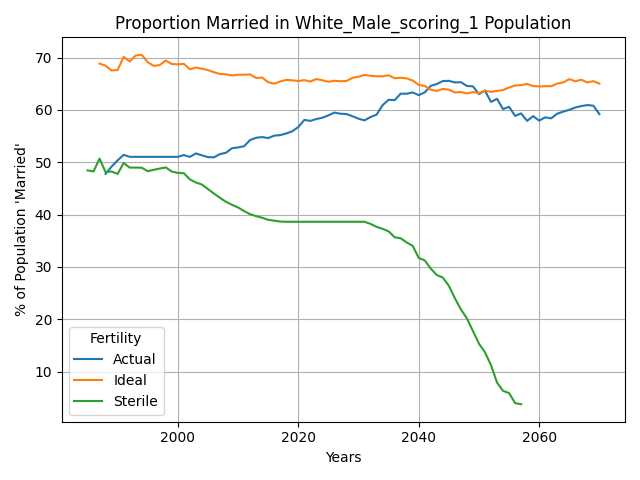 Proportion Married in White_Male_scoring_1 Population
% of Population 'Married'
70
60
50
40
30
20
10
Fertility
Actual
Ideal
Sterile
2000
2020
2040
2060
Years